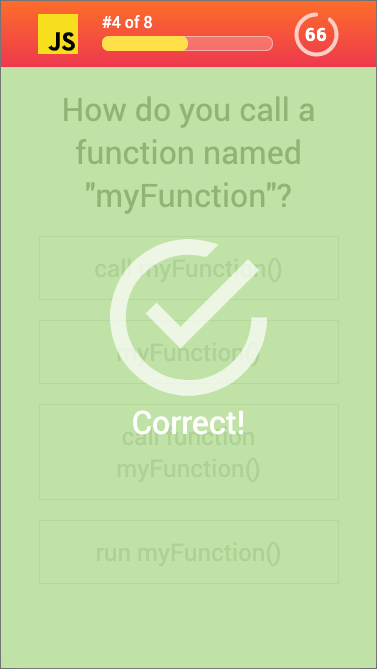 JS
#4 of 8
66
How do you call a
function named
"myFunction"?
call myFunction()
myFunction()
Correct!
call function
myFunction()
run myFunction()